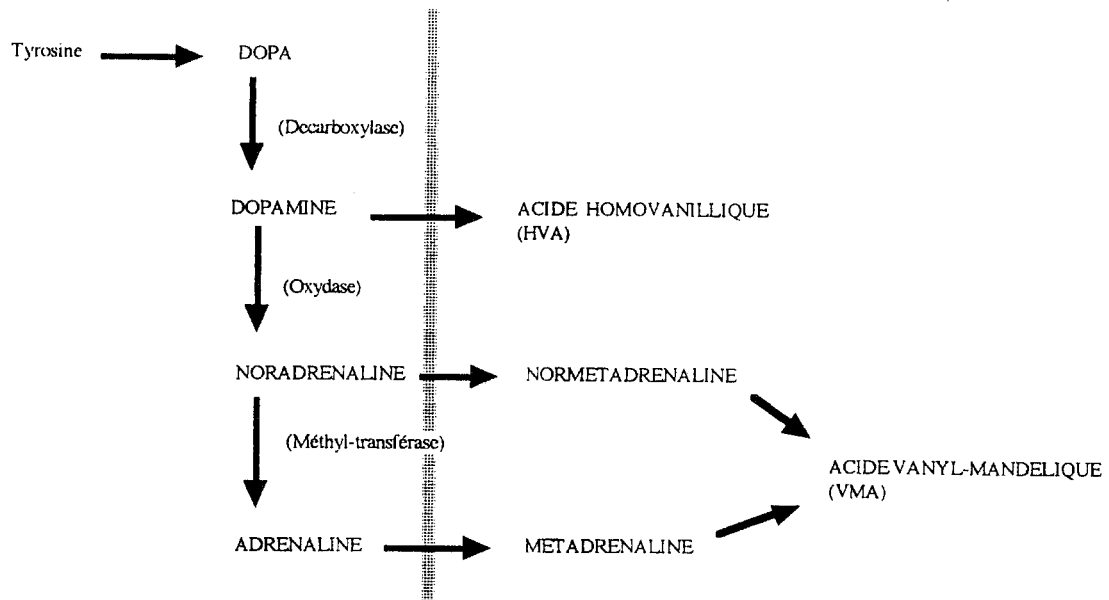 Tyrosine
DOPA
(Decarboxylase)
DOPAMINE
ACIDE HOMOVANILLIQUE
(HVA)
(Oxydase)
NORADRENALINE
NORMETADRENALINE
(Méthyl-transférase)
ACIDE VANYL-MANDELIQUE
(VMA)
ADRENALINE
METADRENALINE